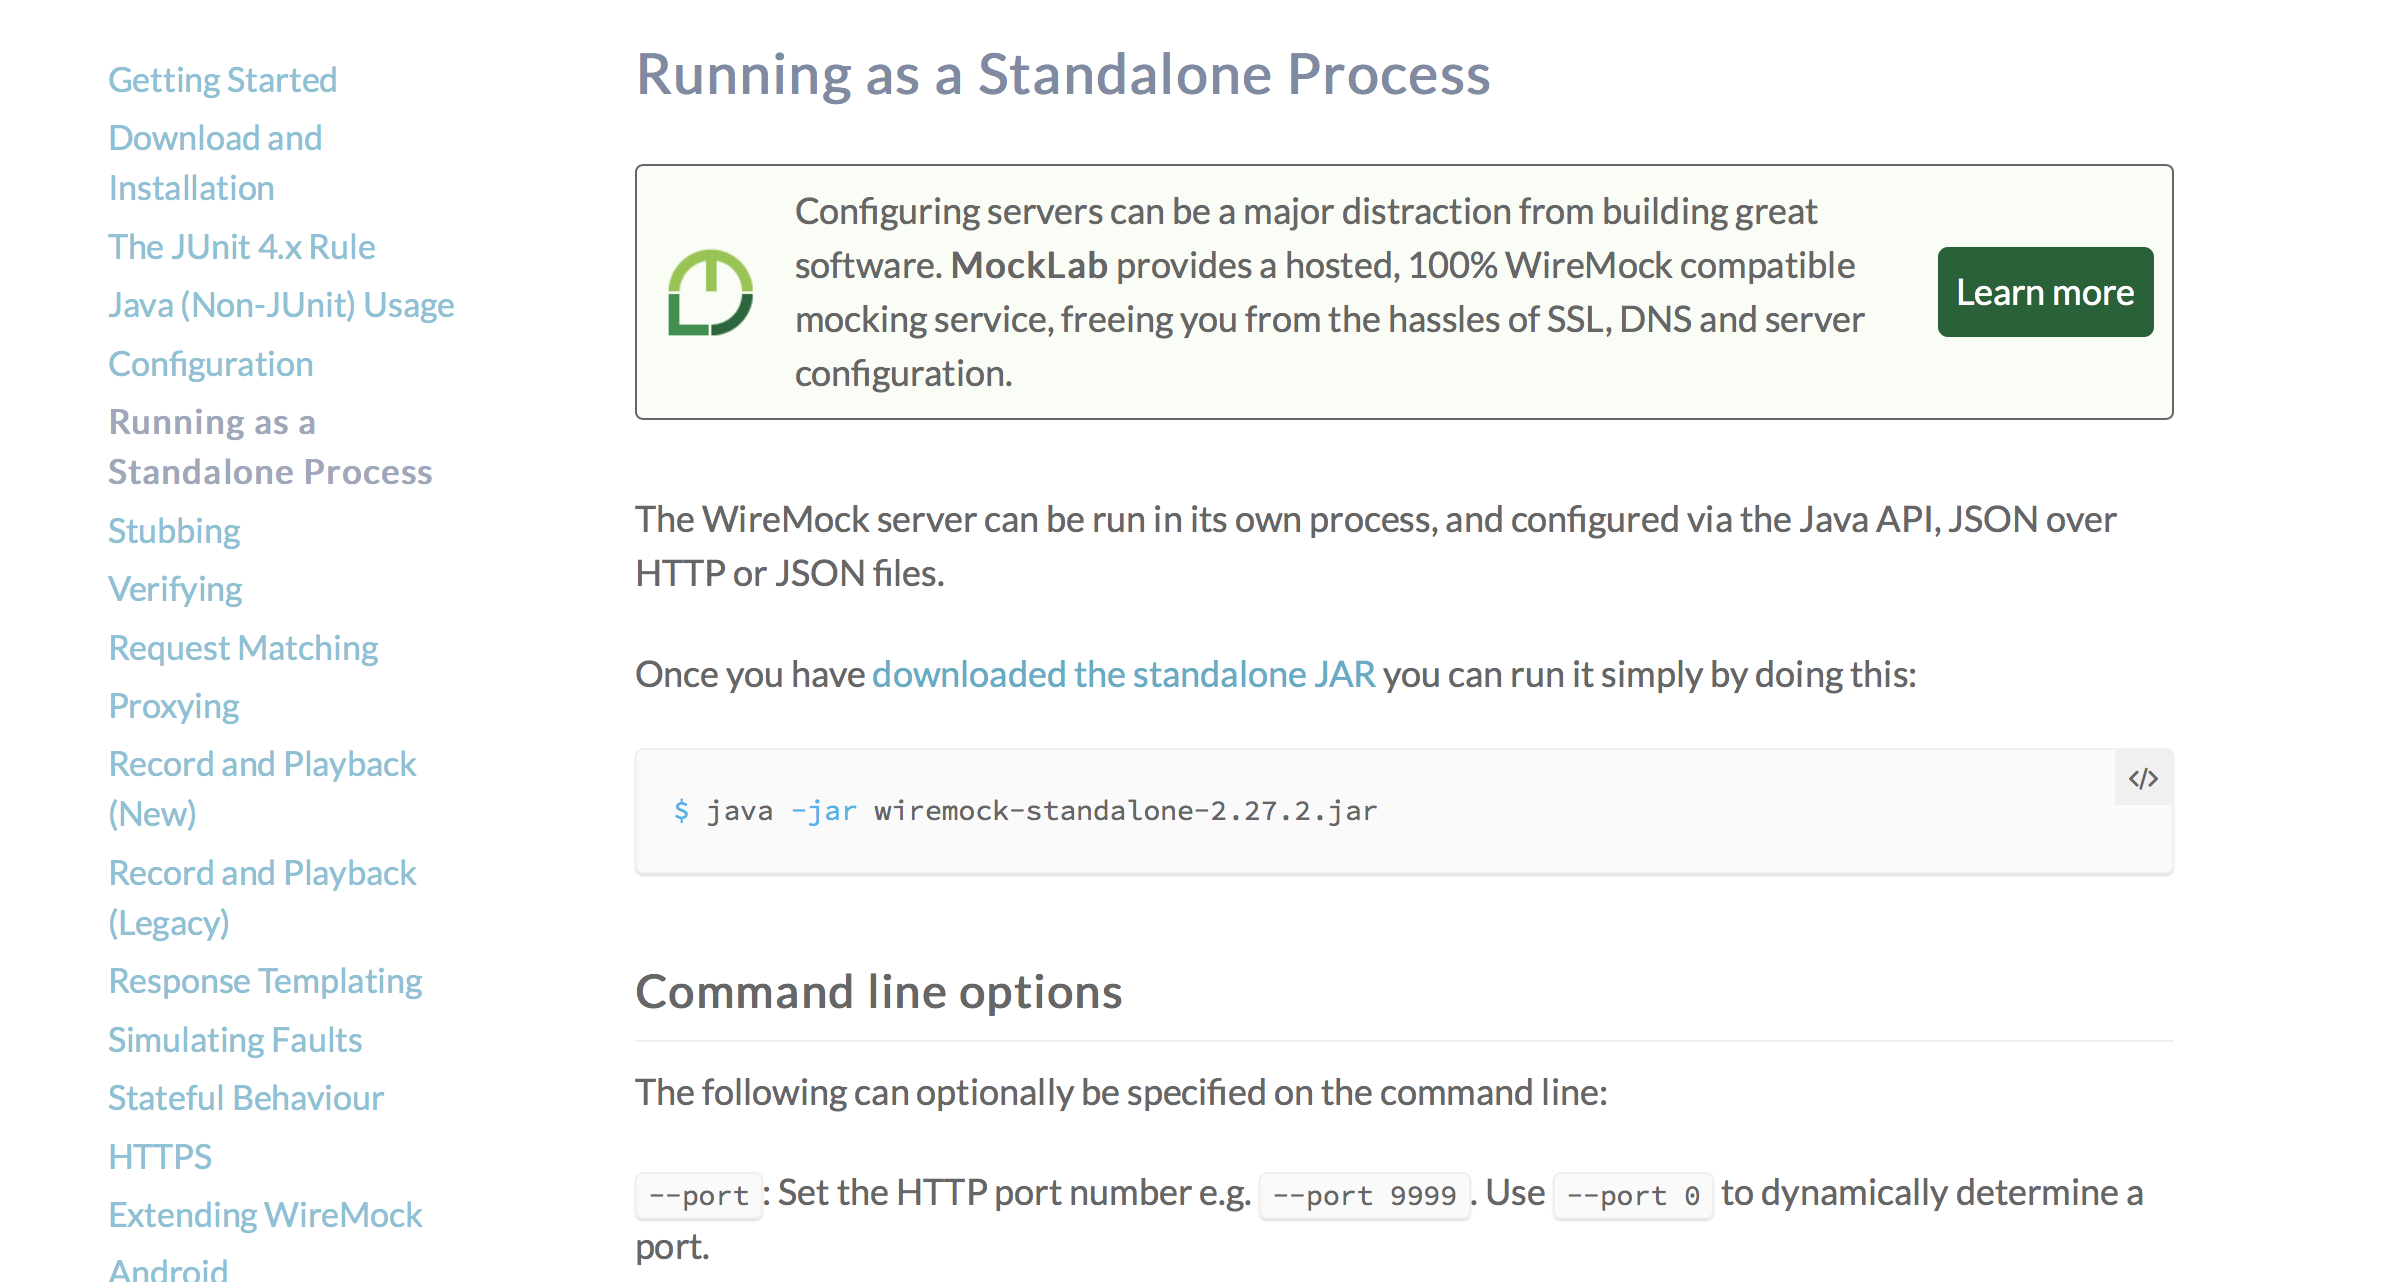 Getting Started
Download and
Installation
The JUnit 4.x Rule
Java (Non-JUnit) Usage
Configuration
Running as a
Standalone Process
Stubbing
Verifying
Request Matching
Proxying
Record and Playback
(New)
Record and Playback
(Legacy)
Response Templating
Simulating Faults
Stateful Behaviour
HTTPS
Extending WireMock
Android
Running as a Standalone Process
Configuring servers can be a major distraction from building great
software. MockLab provides a hosted, 100% WireMock compatible
mocking service, freeing you from the hassles of SSL, DNS and server
configuration.
Learn more
The WireMock server can be run in its own process, and configured via the Java API, JSON over
HTTP or JSON files.
Once you have downloaded the standalone JAR you can run it simply by doing this:
</>
$ java -jar wiremock-standalone-2.27.2.jar
Command line options
The following can optionally be specified on the command line:
--port: Set the HTTP port number e.g. --port 9999. Use --port 0 to dynamically determine a
port.